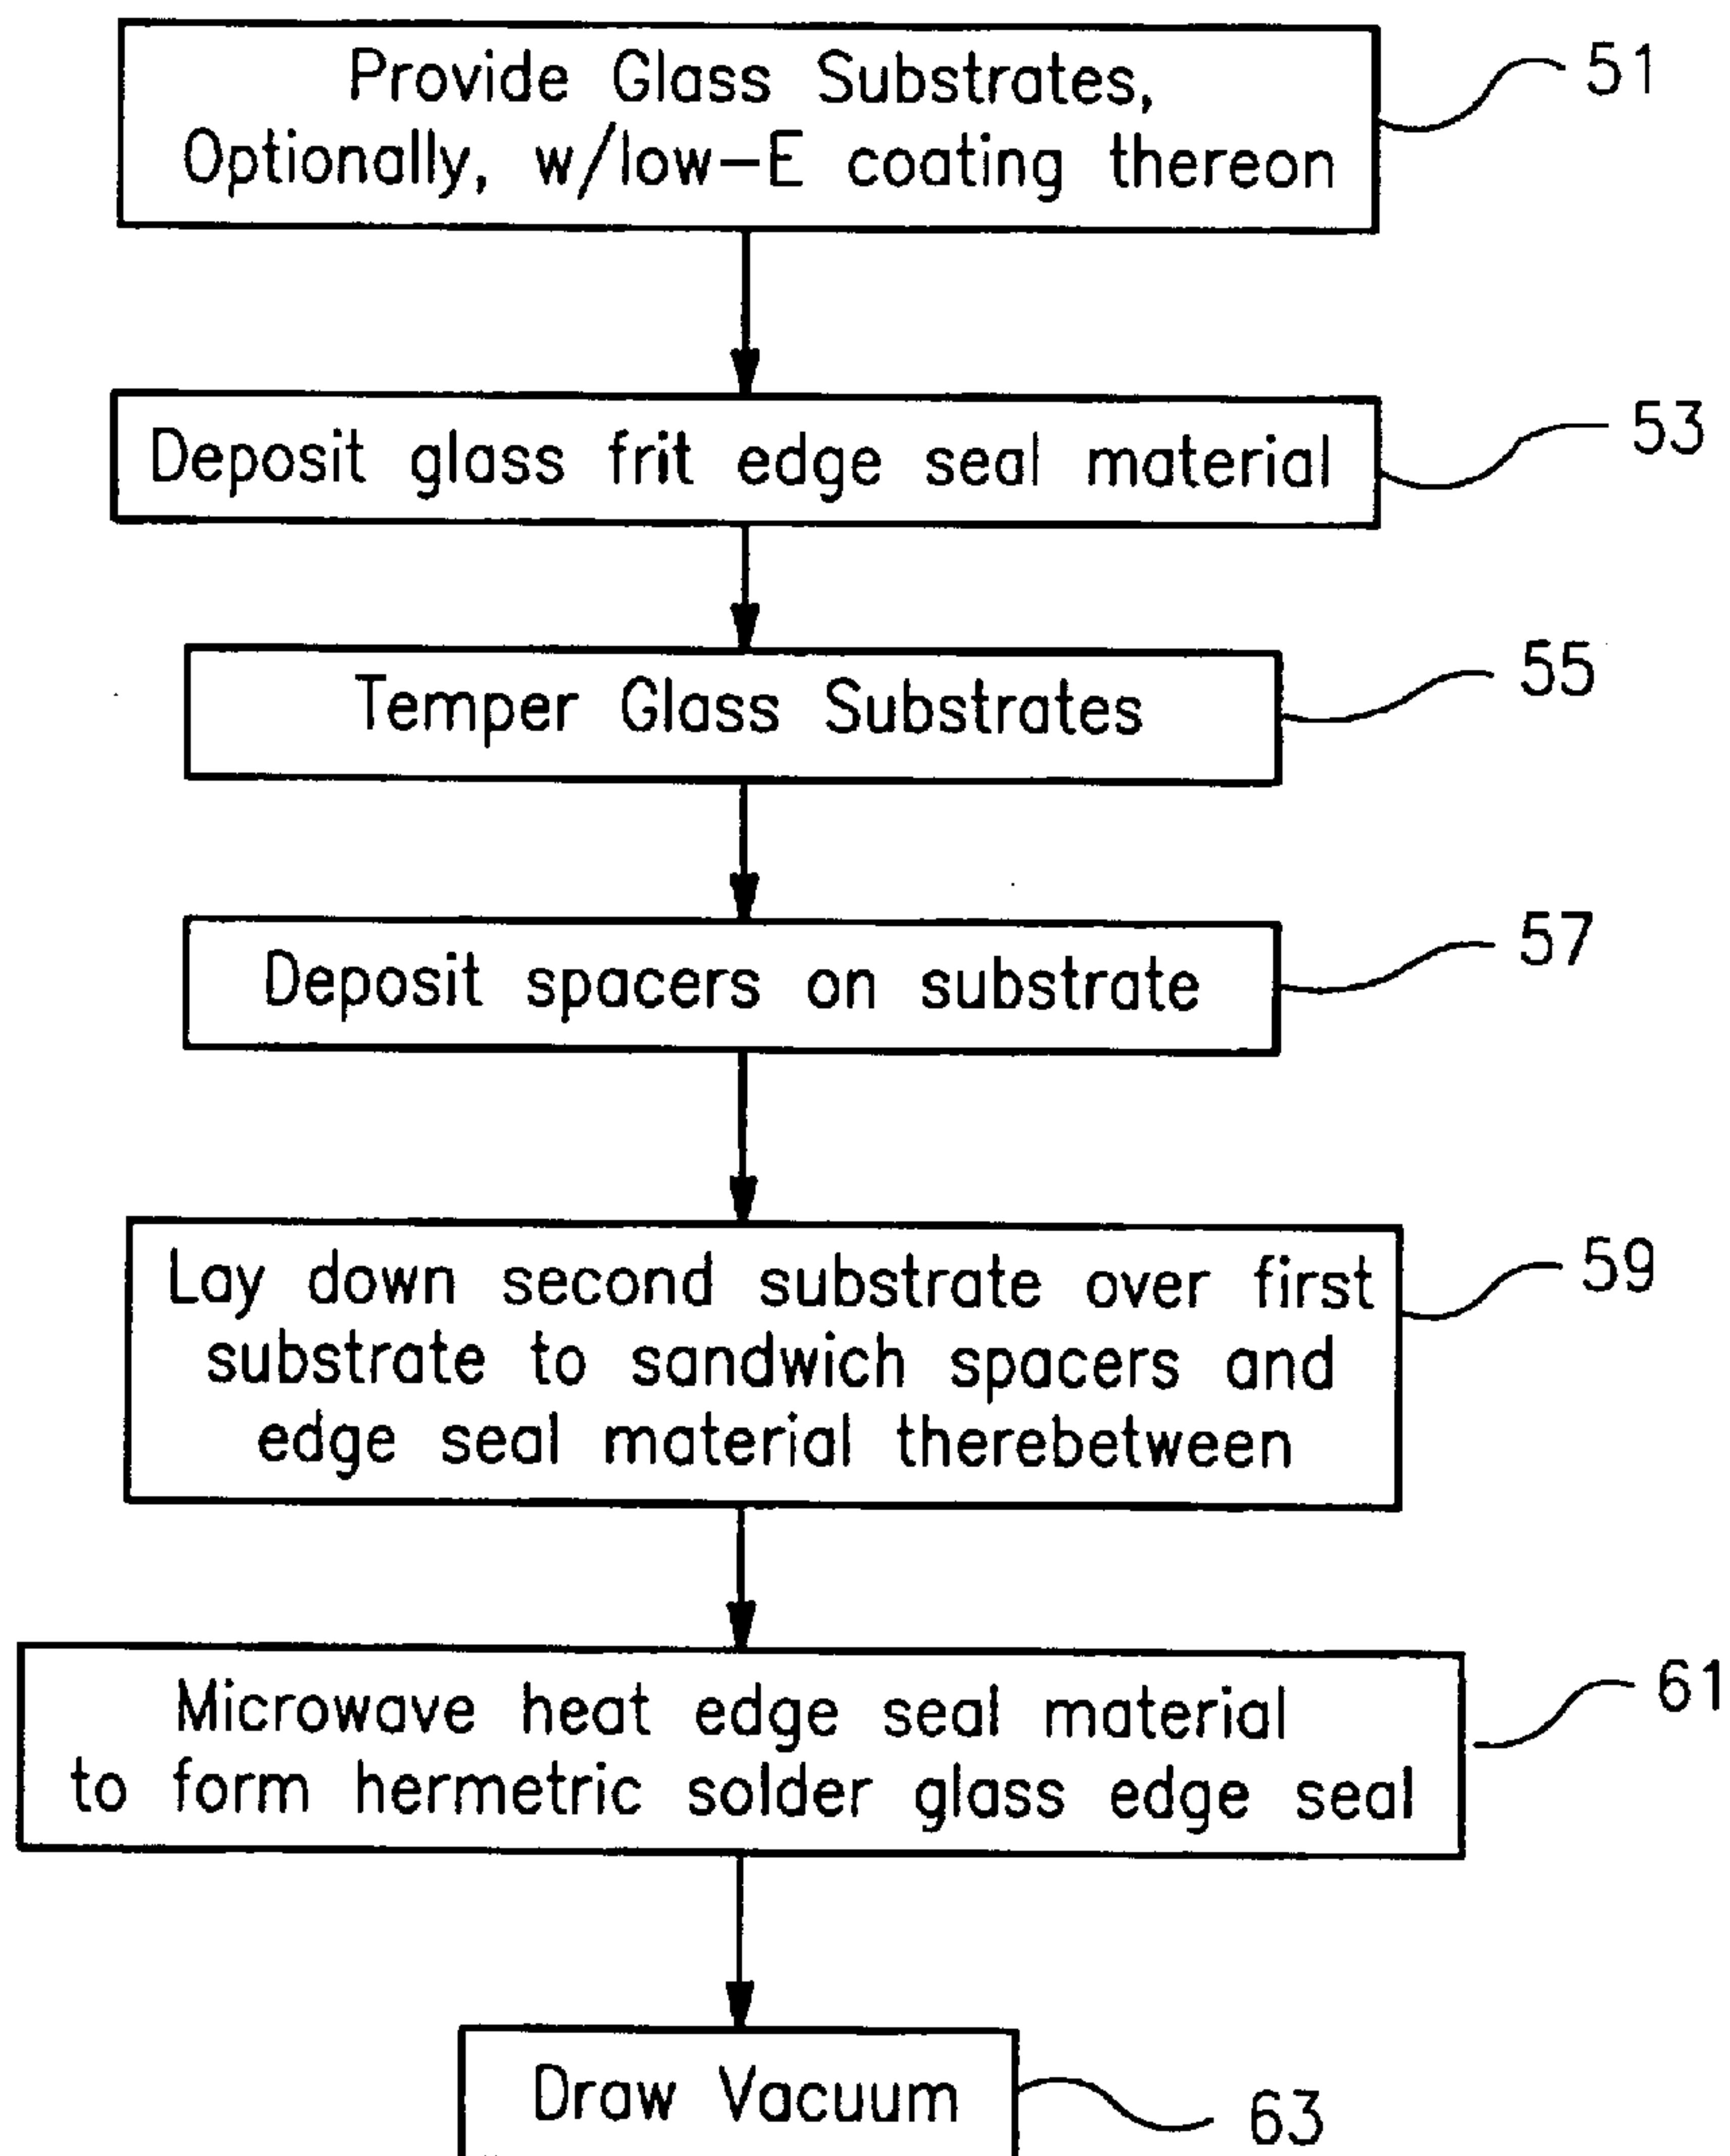 Provide Glass Substrates,
Optionally, w/low-E coating thereon
51
Deposit glass frit edge seal material
53
Temper Glass Substrates
55
Deposit spacers on substrate
57
Lay down second substrate over first
substrate to sandwich spacers and
edge seal material therebetween
59
Microwave heat edge seal material
to form hermetric solder glass edge seal
61
Draw Vacuum
63